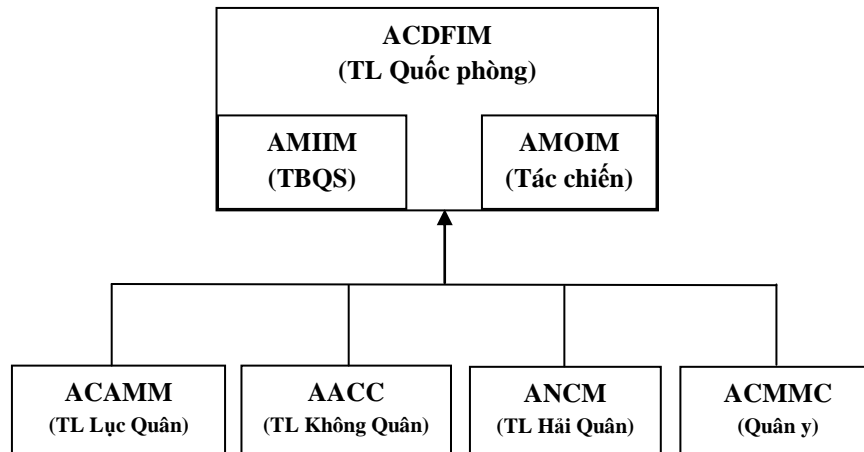 ACDFIM
(TL Quốc phòng)
AMIIM
(TBQS)
AMOIM
(Tác chiến)
ACAMM
(TL Lục Quân)
AACC
(TL Không Quân)
ANCM
(TL Hải Quân)
ACMMC
(Quân y)